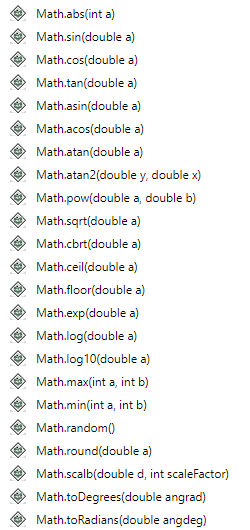 Math.abs(int a)
Math.sin(double a)
Math.cos(double a)
Math.tan(double a)
Math.asin(double a)
Math.acos(double a)
Math.atan(double a)
Math.atan2(double y, double x)
Math.pow(double a, double b)
Math.sqrt(double a)
Math.cbrt(double a)
Math.ceil(double a)
Math.floor(double a)
Math.exp(double a)
Math.log(double a)
Math.log10(double a)
Math.max(int a, int b)
Math.min(int a, int b)
Math.random()
Math.round(double a)
Math.scalb(double d, int scaleFactor)
Math.toDegrees(double angrad)
Math.toRadians(double angdeg)